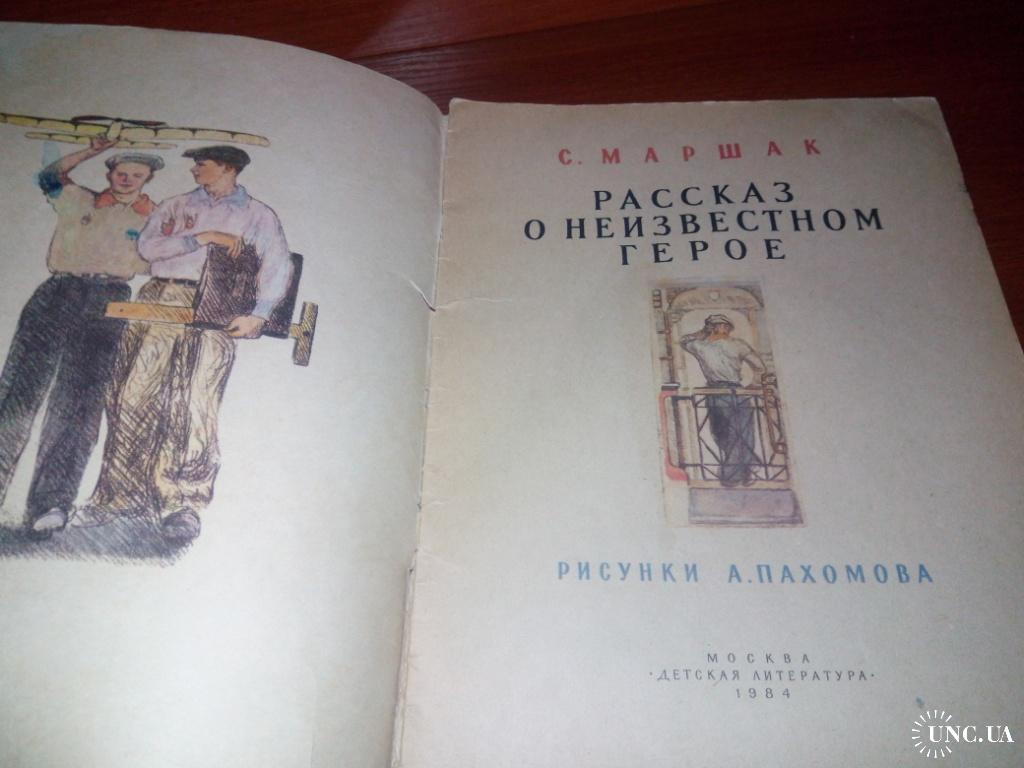 С. МАРШАК
РАССКАЗ
О НЕИЗВЕСТНОМ
ГЕРОЕ
РИСУНКИ А. ПАХОМОВА
МОСКВА
·ДЕТСКАЯ ЛИТЕРАТУРА·
1984
UNC.UA